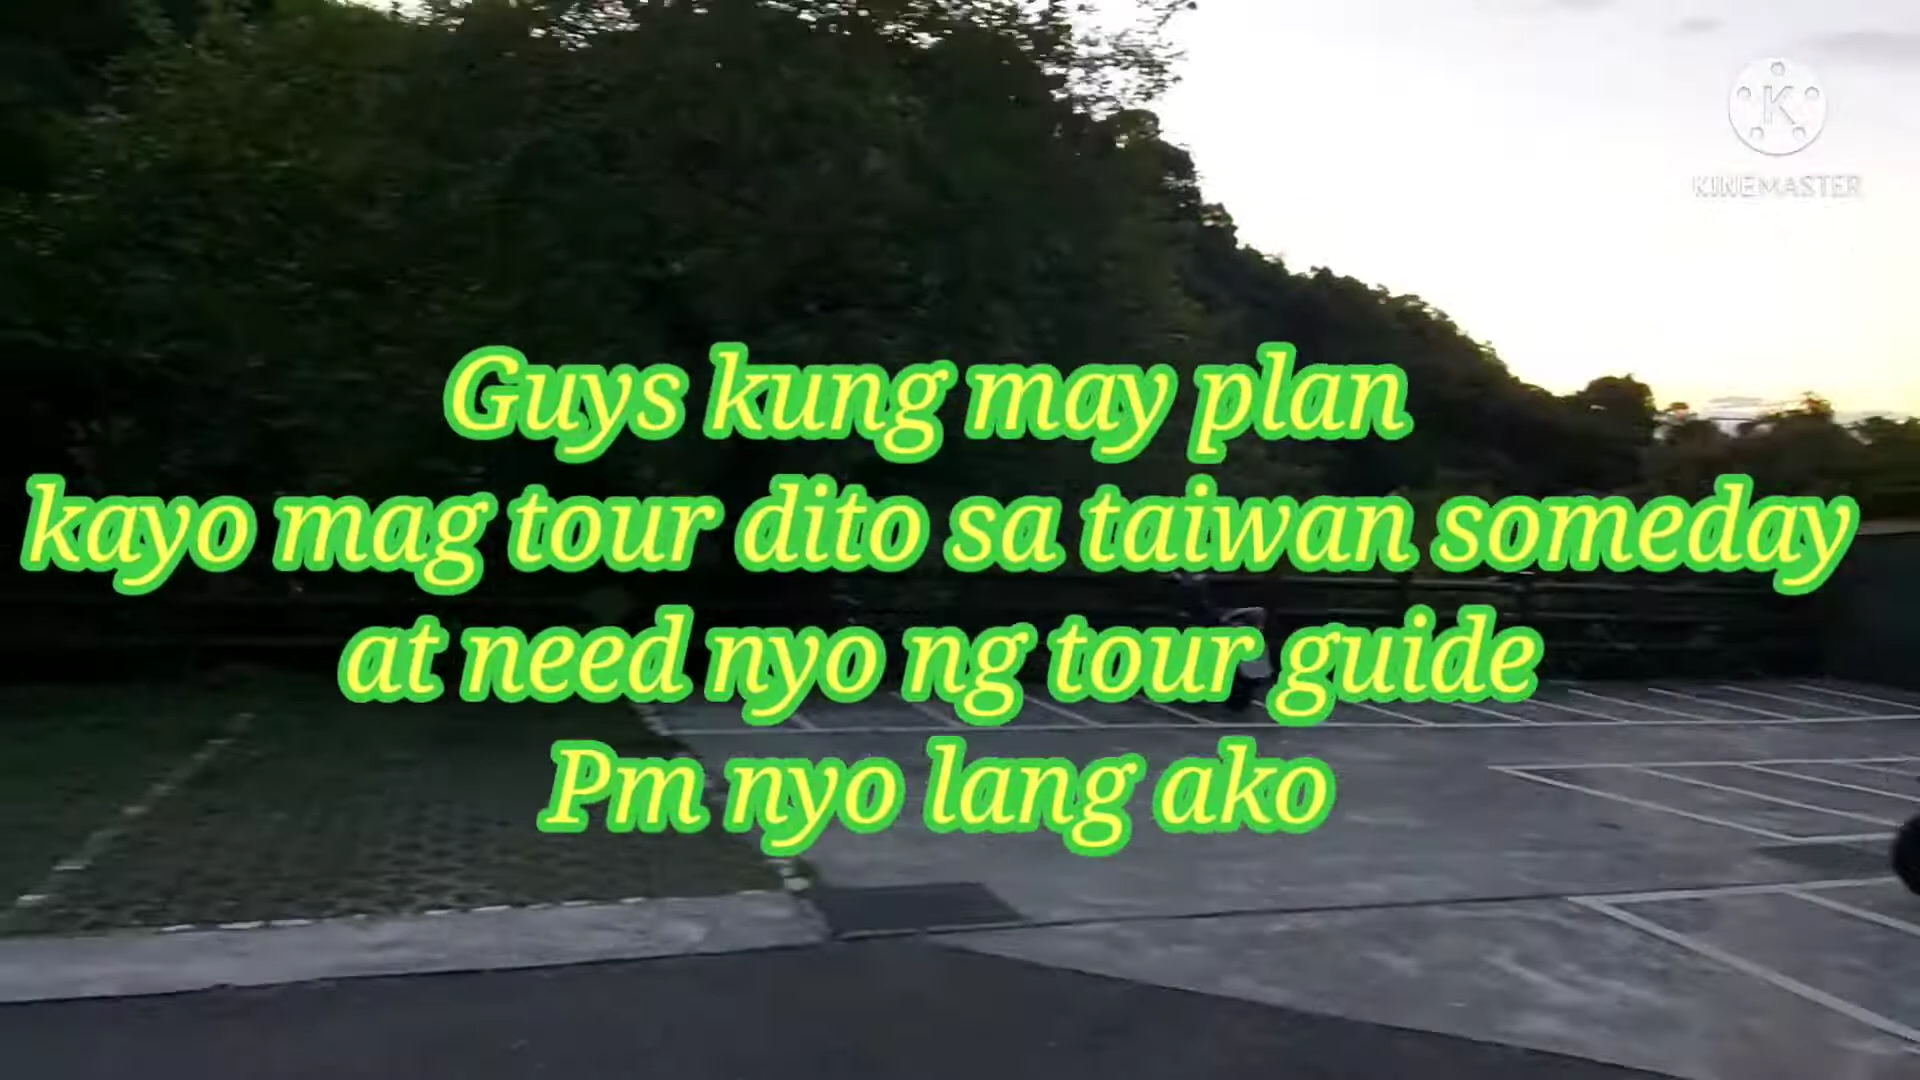 KINEMASTER
Guys kung may plan
kayo mag tour dito sa taiwan someday
at need nyo ng tour guide
Pm nyo lang ako